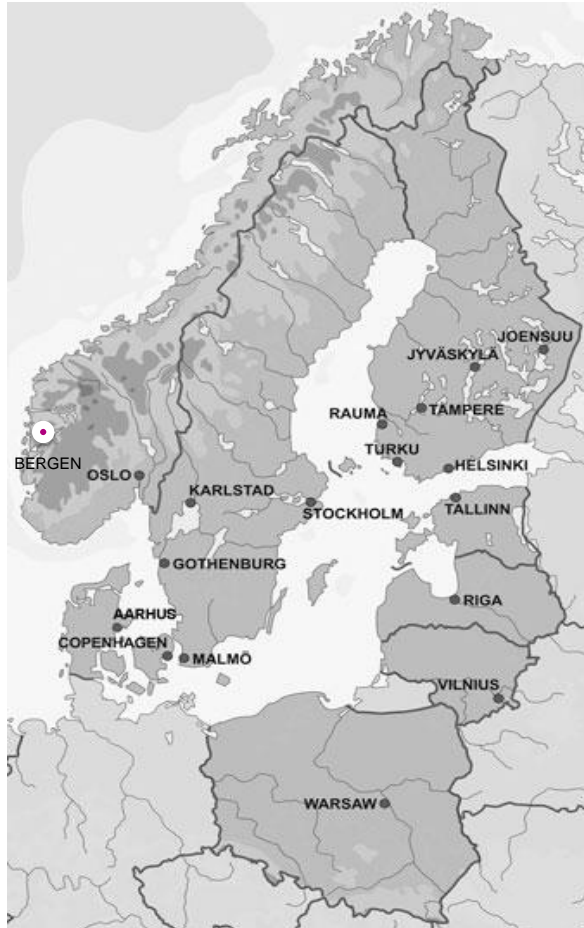 JOENSUU
JYVÄSKYLÄ
RAUMA
TAMPERE
TURKU
BERGEN
OSLO
HELSINKI
KARLSTAD
STOCKHOLM
TALLINN
GOTHENBURG
RIGA
AARHUS
COPENHAGEN
MALMÖ
VILNIUS
WARSAW